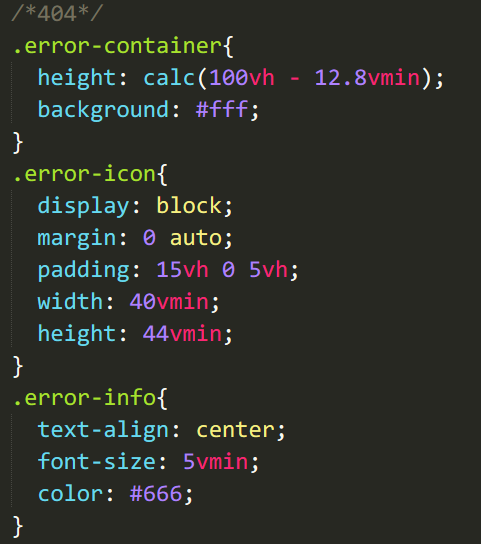 /*404*/
.error-container{
  height: calc(100vh - 12.8vmin);
  background: #fff;
}
.error-icon{
  display: block;
  margin: 0 auto;
  padding: 15vh 0 5vh;
  width: 40vmin;
  height: 44vmin;
}
.error-info{
  text-align: center;
  font-size: 5vmin;
  color: #666;
}